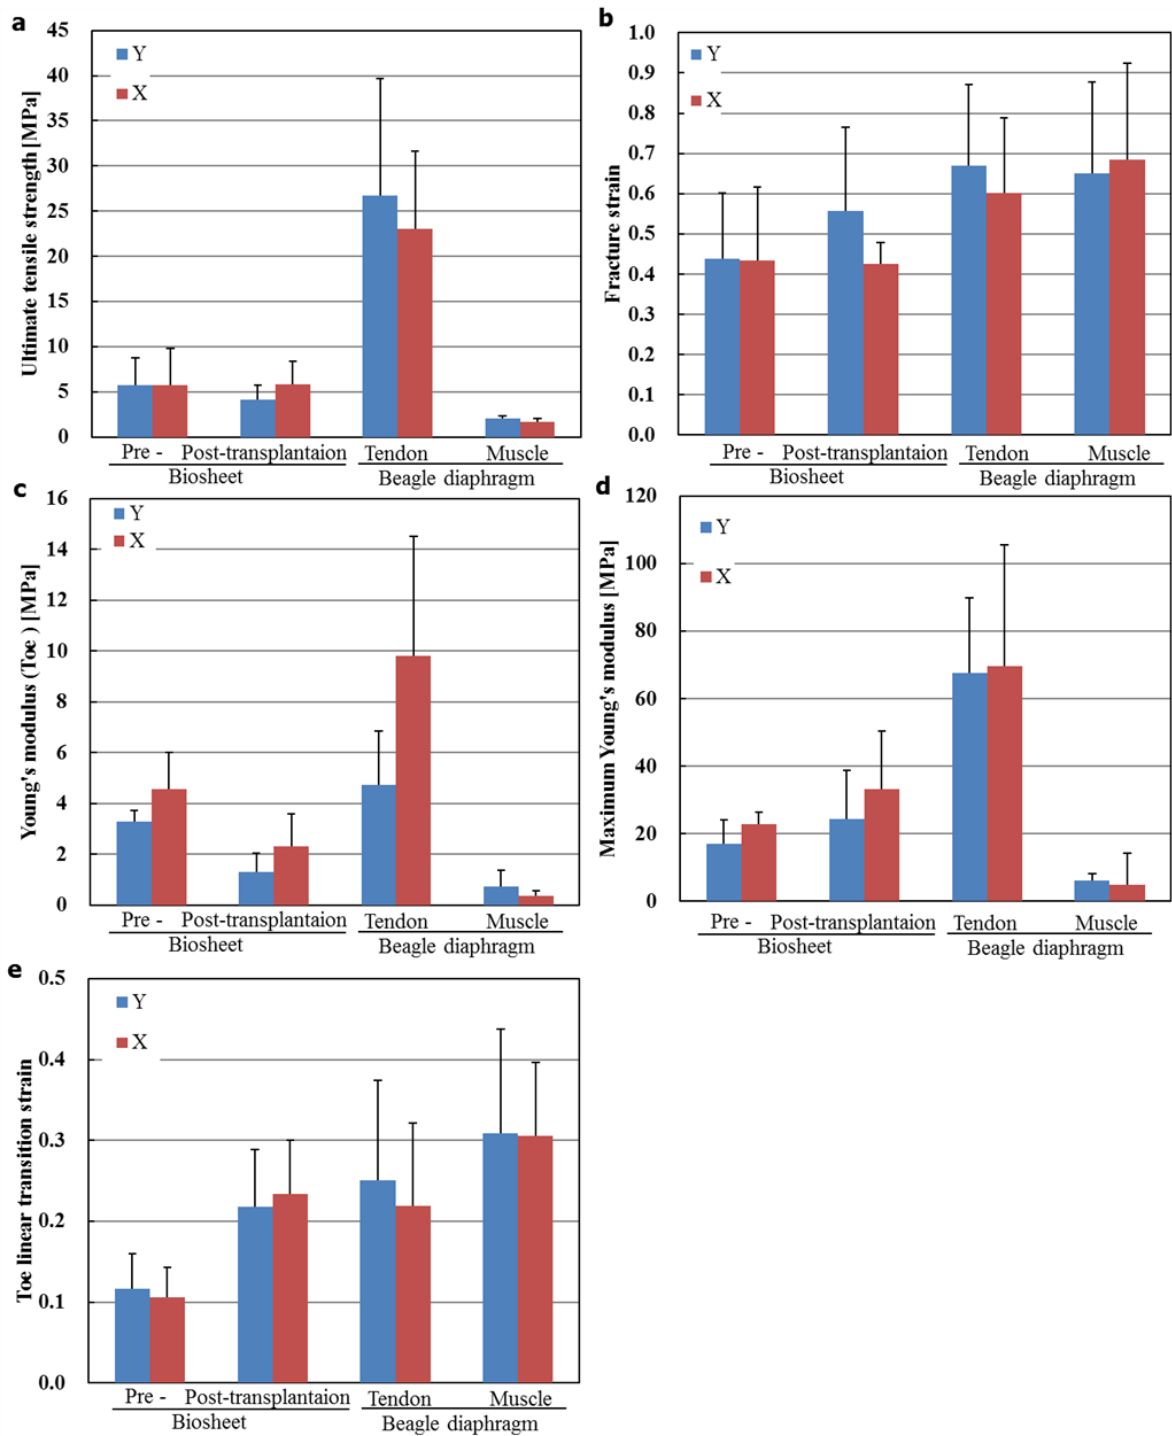 a
Ultimate tensile strength [MPa]
45
40
35
30
25
20
15
10
5
0
Y
X
Pre - Post-transplantaion Tendon Muscle
Biosheet Beagle diaphragm
b
Fracture strain
1.0
0.9
0.8
0.7
0.6
0.5
0.4
0.3
0.2
0.1
0.0
Y
X
Pre - Post-transplantaion Tendon Muscle
Biosheet Beagle diaphragm
c
Young's modulus (Toe ) [MPa]
16
14
12
10
8
6
4
2
0
Y
X
Pre - Post-transplantaion Tendon Muscle
Biosheet Beagle diaphragm
d
Maximum Young's modulus [MPa]
120
100
80
60
40
20
0
Y
X
Pre - Post-transplantaion Tendon Muscle
Biosheet Beagle diaphragm
e
Toe linear transition strain
0.5
0.4
0.3
0.2
0.1
0.0
Y
X
Pre - Post-transplantaion Tendon Muscle
Biosheet Beagle diaphragm